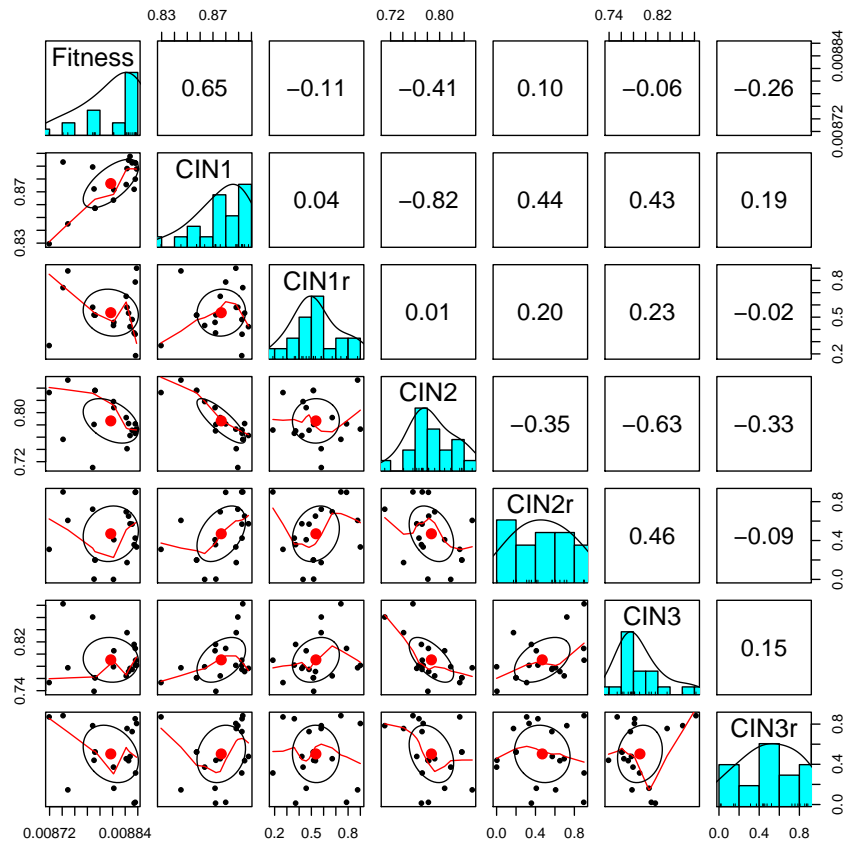 0.83 0.87 0.72 0.80 0.74 0.82
Fitness 0.65 −0.11 −0.41 0.10 −0.06 −0.26 0.00872 0.00884
0.83 0.87 CIN1 0.04 −0.82 0.44 0.43 0.19
CIN1r 0.01 0.20 0.23 −0.02 0.2 0.5 0.8
0.72 0.80 CIN2 −0.35 −0.63 −0.33
CIN2r 0.46 −0.09 0.0 0.4 0.8
0.74 0.82 CIN3 0.15
CIN3r 0.0 0.4 0.8
0.00872 0.00884 0.2 0.5 0.8 0.0 0.4 0.8 0.0 0.4 0.8